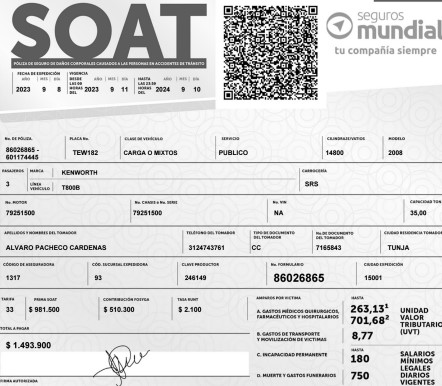 SOAT
PÓLIZA DE SEGURO DE DAÑOS CORPORALES CAUSADOS A LAS PERSONAS EN ACCIDENTES DE TRÁNSITO
seguros
mundial
tu compañía siempre
FECHA DE EXPEDICIÓN
AÑO MES DÍA
2023 9 8
VIGENCIA
DESDE LAS 00 HORAS DEL
AÑO MES DÍA
2023 9 11
HASTA LAS 23:59 HORAS DEL
AÑO MES DÍA
2024 9 10
No. DE PÓLIZA PLACA No. CLASE DE VEHÍCULO SERVICIO CILINDRAJE/VATIOS MODELO
86026865 - 601174445 TEW182 CARGA O MIXTOS PUBLICO 14800 2008
PASAJEROS MARCA CARROCERÍA
3 KENWORTH SRS
LÍNEA VEHÍCULO T800B
No. MOTOR No. CHASIS o No. SERIE No. VIN CAPACIDAD TON
79251500 79251500 NA 35,00
APELLIDOS Y NOMBRES DEL TOMADOR TELÉFONO DEL TOMADOR TIPO DE DOCUMENTO DEL TOMADOR No. DE DOCUMENTO DEL TOMADOR CIUDAD RESIDENCIA TOMADOR
ALVARO PACHECO CARDENAS 3124743761 CC 7165843 TUNJA
CÓDIGO DE ASEGURADORA CÓD. SUCURSAL EXPEDIDORA CLAVE PRODUCTOR No. FORMULARIO CIUDAD EXPEDICIÓN
1317 93 246149 86026865 15001
TARIFA PRIMA SOAT CONTRIBUCIÓN FOSYGA TASA RUNT
33 $ 981.500 $ 510.300 $ 2.100
TOTAL A PAGAR
$ 1.493.900
FIRMA AUTORIZADA
AMPAROS POR VICTIMA HASTA
A. GASTOS MÉDICOS QUIRURGICOS, FARMACÉUTICOS Y HOSPITALARIOS
263,13¹
701,68²
B. GASTOS DE TRANSPORTE Y MOVILIZACIÓN DE VICTIMAS
8,77
UNIDAD VALOR TRIBUTARIO (UVT)
C. INCAPACIDAD PERMANENTE
HASTA
180
D. MUERTE Y GASTOS FUNERARIOS
750
SALARIOS MÍNIMOS LEGALES DIARIOS VIGENTES